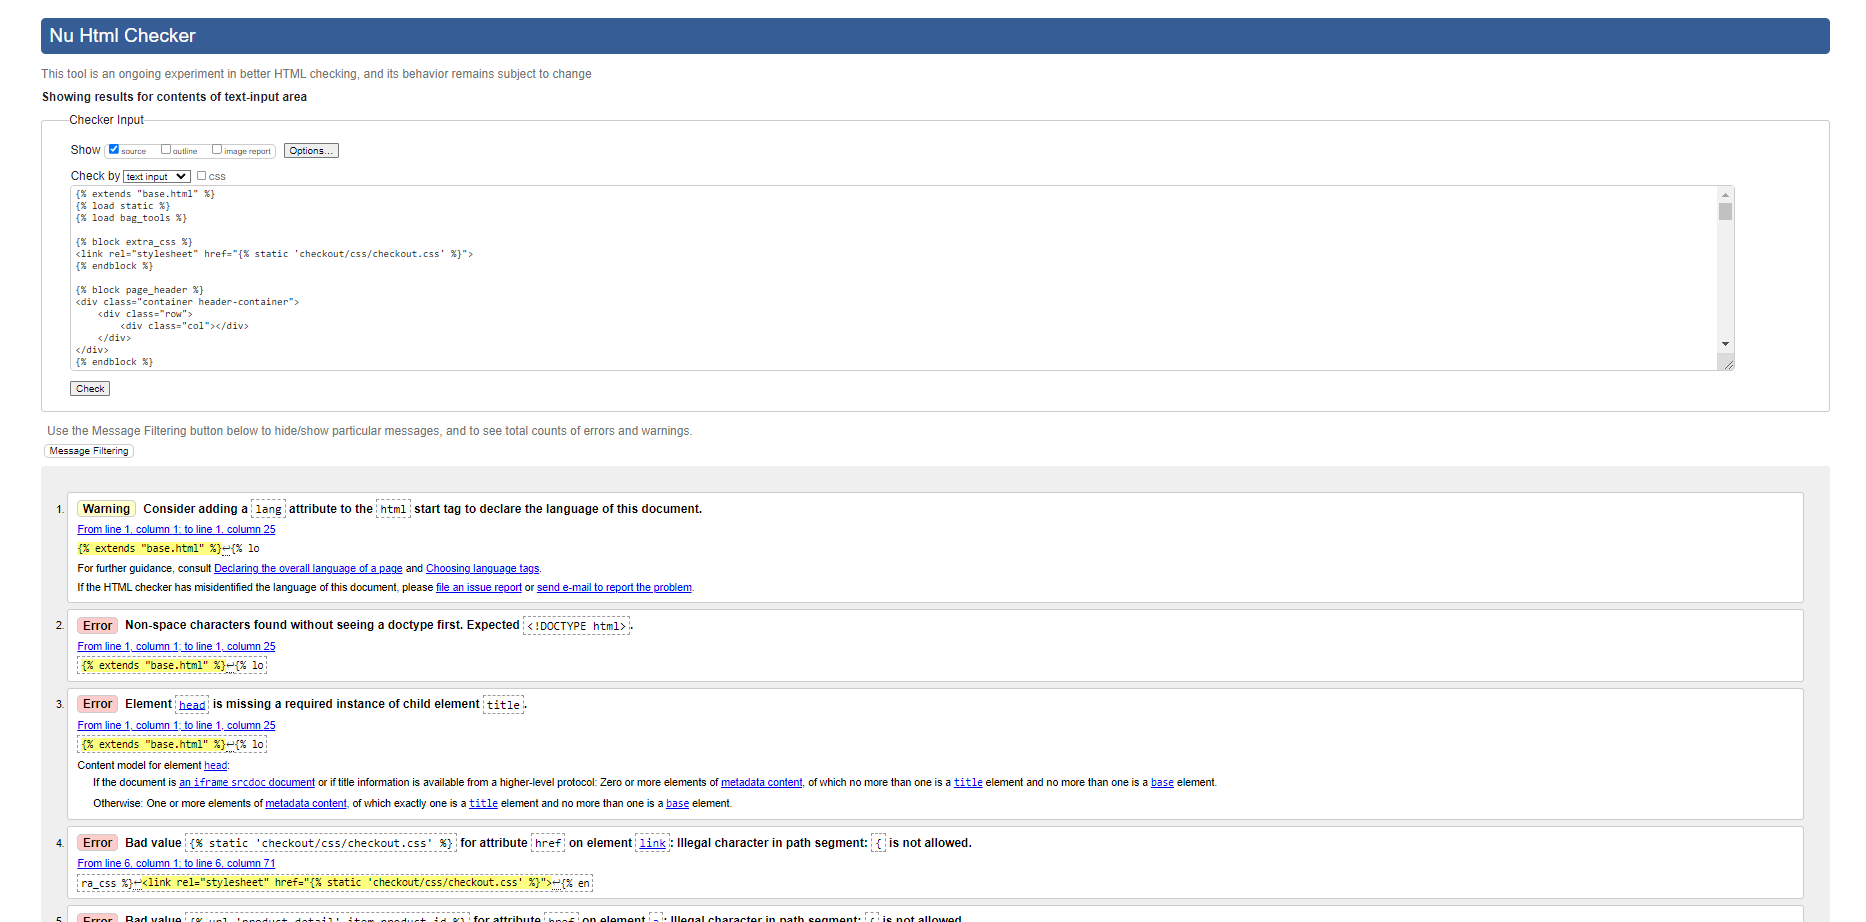 Nu Html Checker
This tool is an ongoing experiment in better HTML checking, and its behavior remains subject to change
Showing results for contents of text-input area
Checker Input
Show source outline image report Options...
Check by text input css
{% extends "base.html" %}
{% load static %}
{% load bag_tools %}
{% block extra_css %}
<link rel="stylesheet" href="{% static 'checkout/css/checkout.css' %}">
{% endblock %}
{% block page_header %}
<div class="container header-container">
<div class="row">
<div class="col"></div>
</div>
</div>
{% endblock %}
Check
Use the Message Filtering button below to hide/show particular messages, and to see total counts of errors and warnings.
Message Filtering
1. Warning Consider adding a lang attribute to the html start tag to declare the language of this document.
From line 1, column 1; to line 1, column 25
{% extends "base.html" %}↩{% lo
For further guidance, consult Declaring the overall language of a page and Choosing language tags.
If the HTML checker has misidentified the language of this document, please file an issue report or send e-mail to report the problem.
2. Error Non-space characters found without seeing a doctype first. Expected <!DOCTYPE html>.
From line 1, column 1; to line 1, column 25
{% extends "base.html" %}↩{% lo
3. Error Element head is missing a required instance of child element title.
From line 1, column 1; to line 1, column 25
{% extends "base.html" %}↩{% lo
Content model for element head:
If the document is an iframe srcdoc document or if title information is available from a higher-level protocol: Zero or more elements of metadata content, of which no more than one is a title element and no more than one is a base element.
Otherwise: One or more elements of metadata content, of which exactly one is a title element and no more than one is a base element.
4. Error Bad value {% static 'checkout/css/checkout.css' %} for attribute href on element link: Illegal character in path segment: { is not allowed.
From line 6, column 1; to line 6, column 71
ra_css %}↩<link rel="stylesheet" href="{% static 'checkout/css/checkout.css' %}">↩{% en
5. Error Bad value {% url 'product_detail' item.product.id %} for attribute href on element a: Illegal character in path segment: { is not allowed.